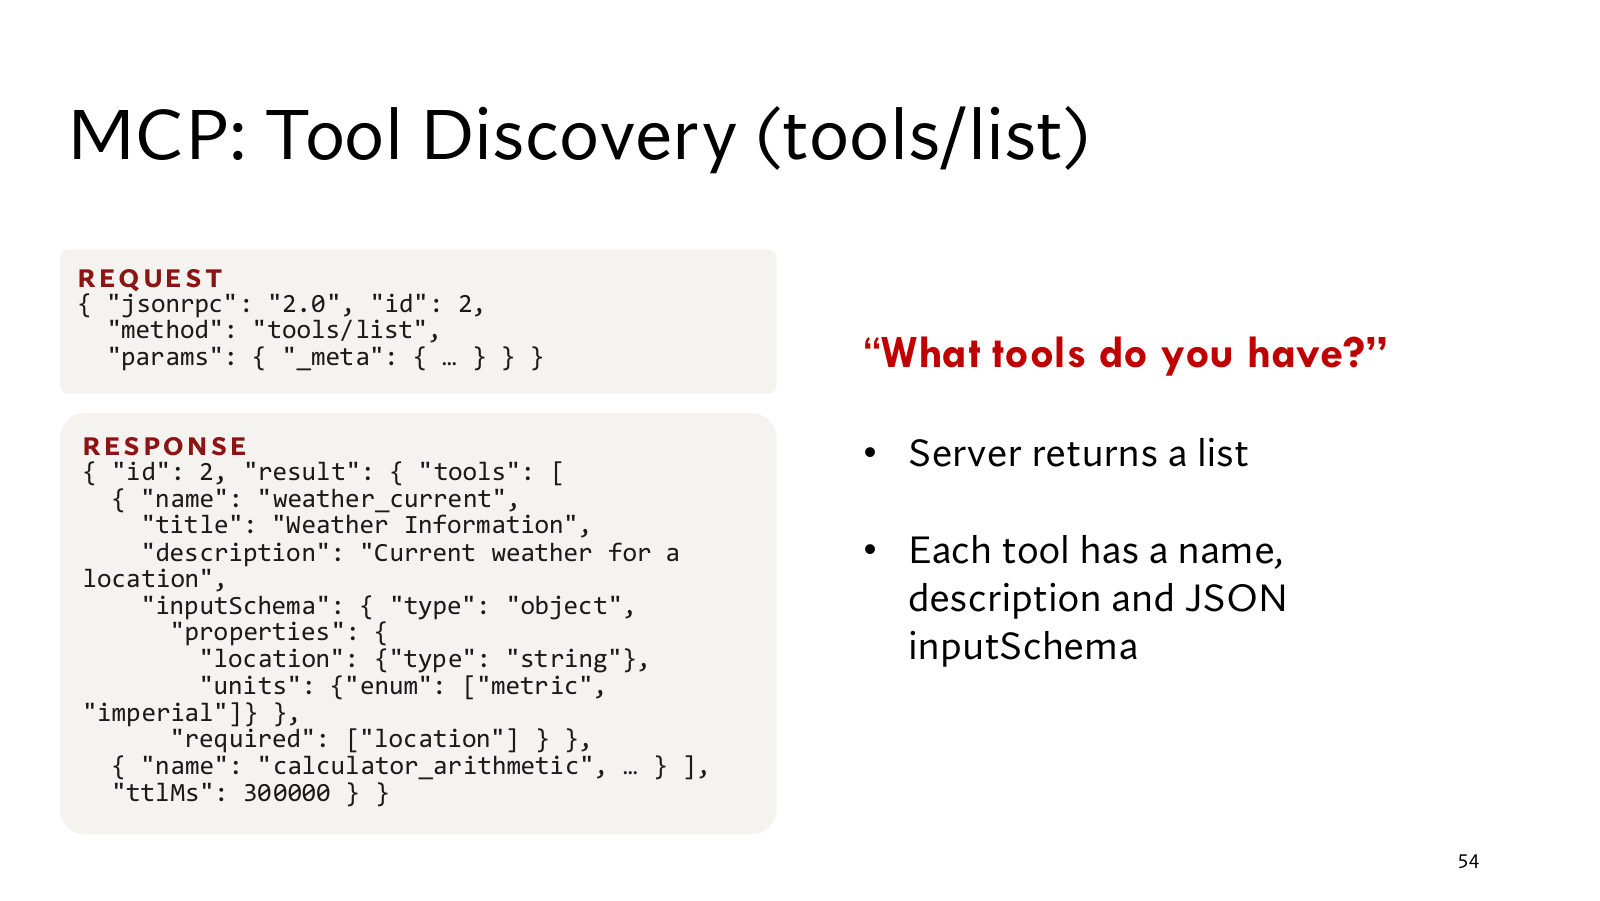 MCP: Tool Discovery (tools/list)
REQUEST
{ "jsonrpc": "2.0", "id": 2,
  "method": "tools/list",
  "params": { "_meta": { … } } }
RESPONSE
{ "id": 2, "result": { "tools": [
  { "name": "weather_current",
    "title": "Weather Information",
    "description": "Current weather for a
location",
    "inputSchema": { "type": "object",
      "properties": {
        "location": {"type": "string"},
        "units": {"enum": ["metric",
"imperial"]} },
      "required": ["location"] } },
  { "name": "calculator_arithmetic", … } ],
  "ttlMs": 300000 } }
“What tools do you have?”
• Server returns a list
• Each tool has a name,
description and JSON
inputSchema
54